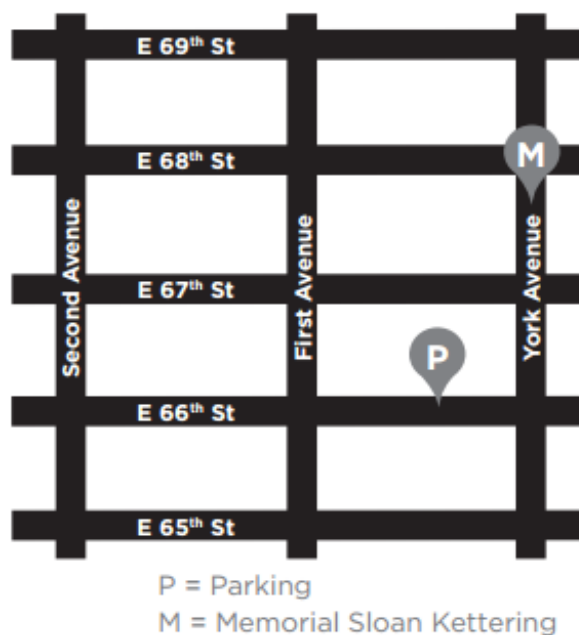 E 69th St
E 68th St
M
Second Avenue
First Avenue
York Avenue
E 67th St
P
E 66th St
E 65th St
P = Parking
M = Memorial Sloan Kettering